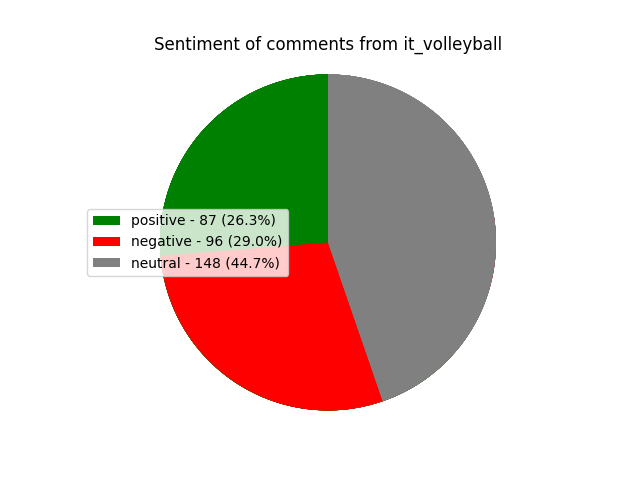 Sentiment of comments from it_volleyball
positive - 87 (26.3%)
negative - 96 (29.0%)
neutral - 148 (44.7%)